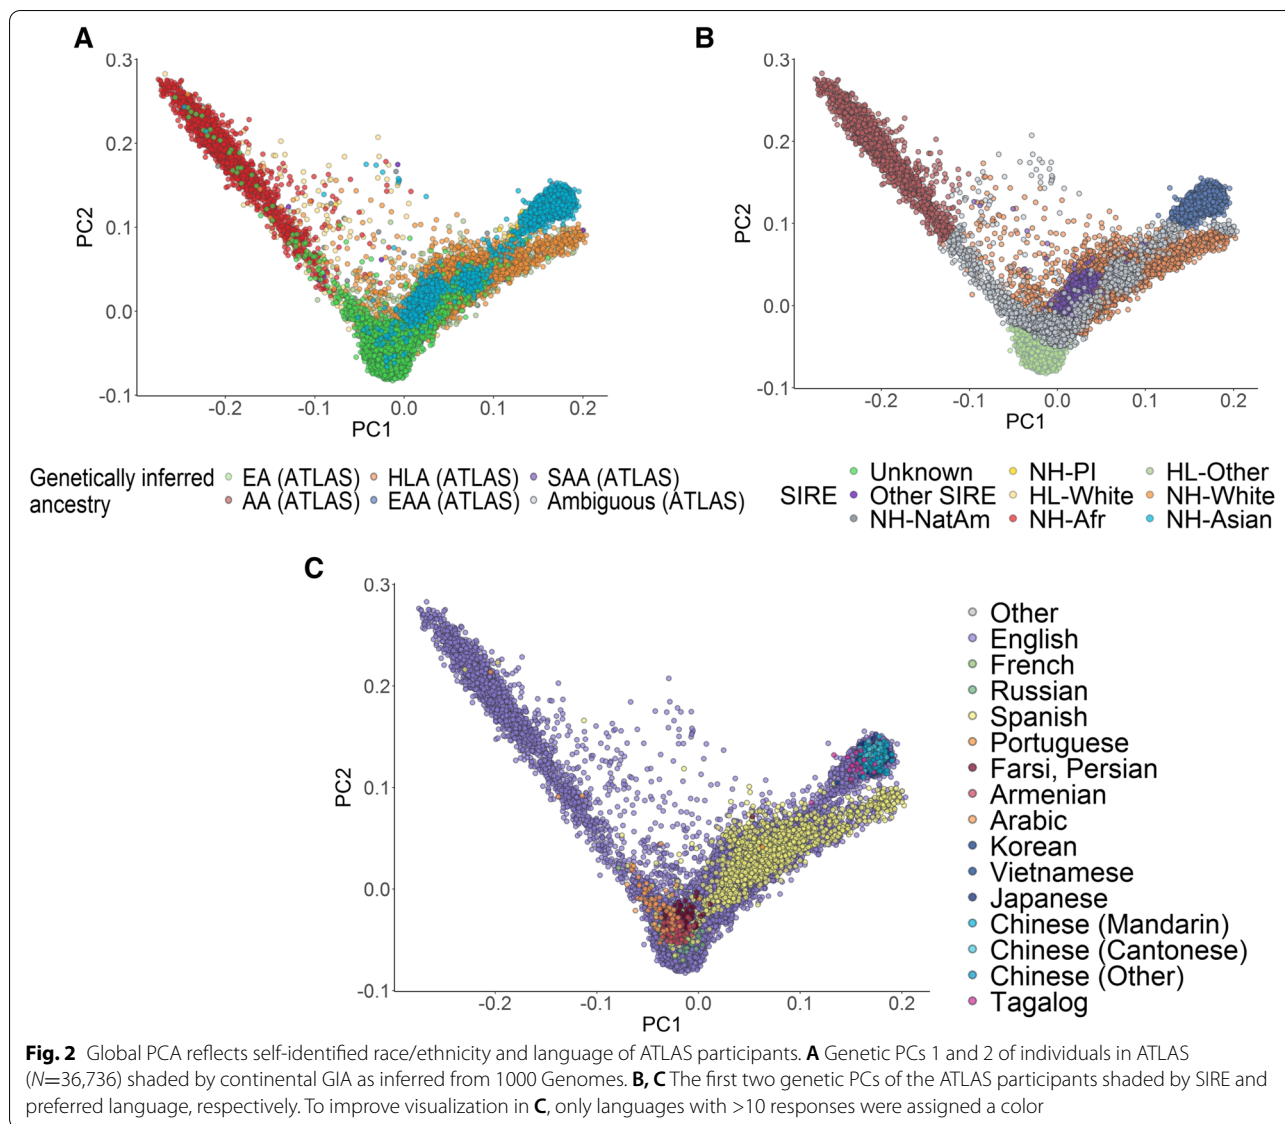 A
0.3
0.2
0.1
0.0
-0.1
PC2
-0.2
-0.1
0.0
0.1
0.2
PC1
Genetically inferred
ancestry
EA (ATLAS)
HLA (ATLAS)
SAA (ATLAS)
AA (ATLAS)
EAA (ATLAS)
Ambiguous (ATLAS)
B
0.3
0.2
0.1
0.0
-0.1
PC2
-0.2
-0.1
0.0
0.1
0.2
PC1
SIRE
Unknown
NH-PI
HL-Other
Other SIRE
HL-White
NH-White
NH-NatAm
NH-Afr
NH-Asian
C
0.3
0.2
0.1
0.0
-0.1
PC2
-0.2
-0.1
0.0
0.1
0.2
PC1
Other
English
French
Russian
Spanish
Portuguese
Farsi, Persian
Armenian
Arabic
Korean
Vietnamese
Japanese
Chinese (Mandarin)
Chinese (Cantonese)
Chinese (Other)
Tagalog
Fig. 2 Global PCA reflects self-identified race/ethnicity and language of ATLAS participants. A Genetic PCs 1 and 2 of individuals in ATLAS
(N=36,736) shaded by continental GIA as inferred from 1000 Genomes. B, C The first two genetic PCs of the ATLAS participants shaded by SIRE and
preferred language, respectively. To improve visualization in C, only languages with >10 responses were assigned a color